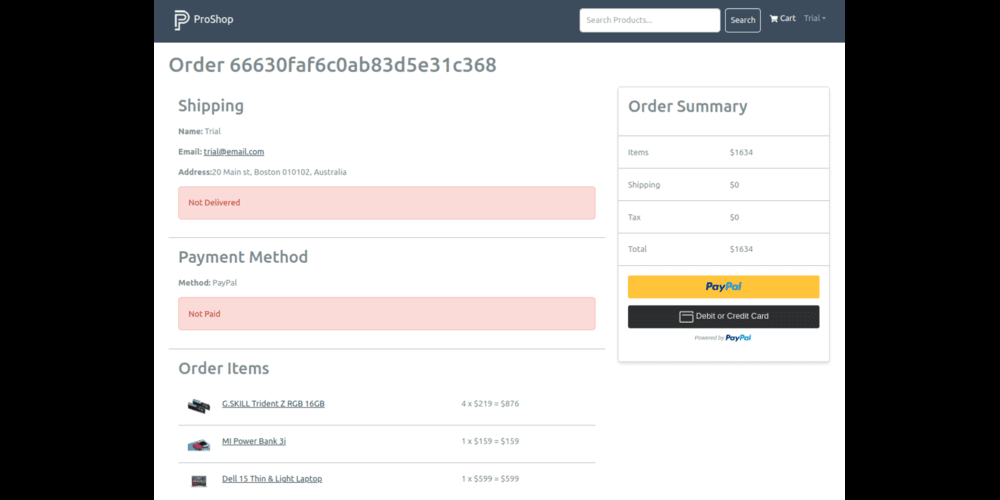 ProShop
Search Products...
Search
Cart
Trial
Order 66630faf6c0ab83d5e31c368
Shipping
Name: Trial
Email: trial@email.com
Address:20 Main st, Boston 010102, Australia
Not Delivered
Payment Method
Method: PayPal
Not Paid
Order Items
G.SKILL Trident Z RGB 16GB 4 x $219 = $876
MI Power Bank 3i 1 x $159 = $159
Dell 15 Thin & Light Laptop 1 x $599 = $599
Order Summary
Items $1634
Shipping $0
Tax $0
Total $1634
PayPal
Debit or Credit Card
Powered by PayPal